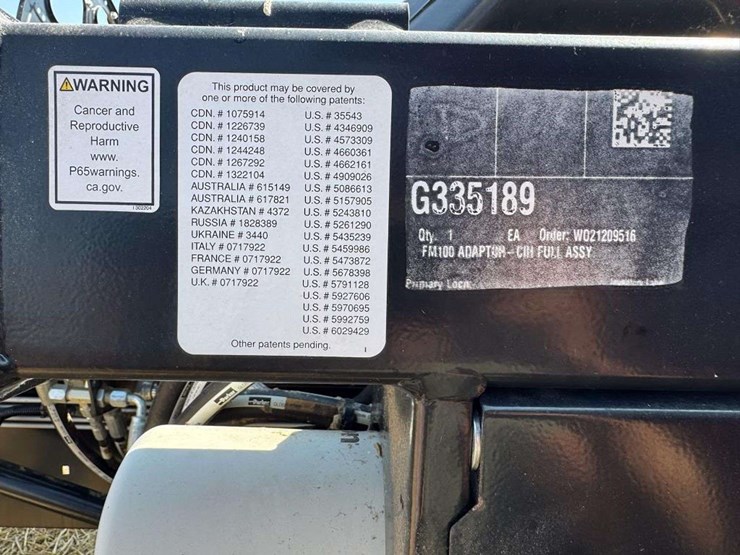 WARNING
Cancer and
Reproductive
Harm
www.
P65warnings.
ca.gov.
This product may be covered by
one or more of the following patents:
CDN. # 1075914
CDN. # 1226739
CDN. # 1240158
CDN. # 1244248
CDN. # 1267292
CDN. # 1322104
AUSTRALIA # 615149
AUSTRALIA # 617821
KAZAKHSTAN # 4372
RUSSIA # 1828389
UKRAINE # 3440
ITALY # 0717922
FRANCE # 0717922
GERMANY # 0717922
U.K. # 0717922
U.S. # 35543
U.S. # 4346909
U.S. # 4573309
U.S. # 4660361
U.S. # 4662161
U.S. # 4909026
U.S. # 5086613
U.S. # 5157905
U.S. # 5243810
U.S. # 5261290
U.S. # 5435239
U.S. # 5459986
U.S. # 5473872
U.S. # 5678398
U.S. # 5791128
U.S. # 5927606
U.S. # 5970695
U.S. # 5992759
U.S. # 6029429
Other patents pending.
G335189
Qty. 1 EA Order: WO21209516
FM100 ADAPTOR - CIH FULL ASSY
Primary Locn